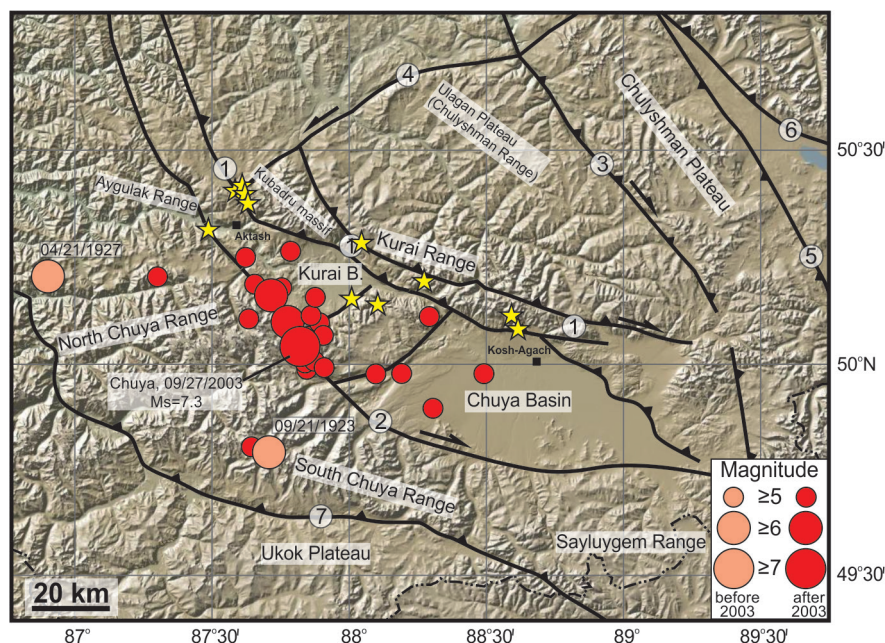 4
Ulagan Plateau
(Chulyshman Range)
Chulyshman Plateau
6
50°30'
3
1
Kubadru massif
Aygulak Range
Aktash
04/21/1927
1
Kurai Range
5
Kurai B.
North Chuya Range
1
Kosh-Agach
50°N
Chuya, 09/27/2003
Ms=7.3
Chuya Basin
2
09/21/1923
South Chuya Range
7
Ukok Plateau
Sayluygem Range
Magnitude
≥5
≥6
≥7
before
2003
after
2003
49°30'
20 km
87°
87°30'
88°
88°30'
89°
89°30'